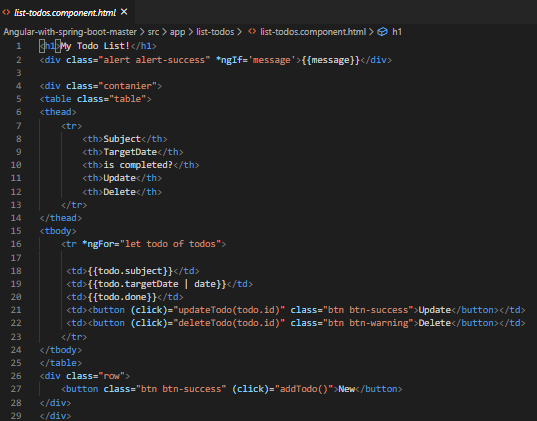 list-todos.component.html
Angular-with-spring-boot-master > src > app > list-todos > list-todos.component.html > h1
1 <h1>My Todo List!</h1>
2 <div class="alert alert-success" *ngIf='message'>{{message}}</div>
3
4 <div class="contanier">
5 <table class="table">
6 <thead>
7 <tr>
8 <th>Subject</th>
9 <th>TargetDate</th>
10 <th>is completed?</th>
11 <th>Update</th>
12 <th>Delete</th>
13 </tr>
14 </thead>
15 <tbody>
16 <tr *ngFor="let todo of todos">
17
18 <td>{{todo.subject}}</td>
19 <td>{{todo.targetDate | date}}</td>
20 <td>{{todo.done}}</td>
21 <td><button (click)="updateTodo(todo.id)" class="btn btn-success">Update</button></td>
22 <td><button (click)="deleteTodo(todo.id)" class="btn btn-warning">Delete</button></td>
23 </tr>
24 </tbody>
25 </table>
26 <div class="row">
27 <button class="btn btn-success" (click)="addTodo()">New</button>
28 </div>
29 </div>